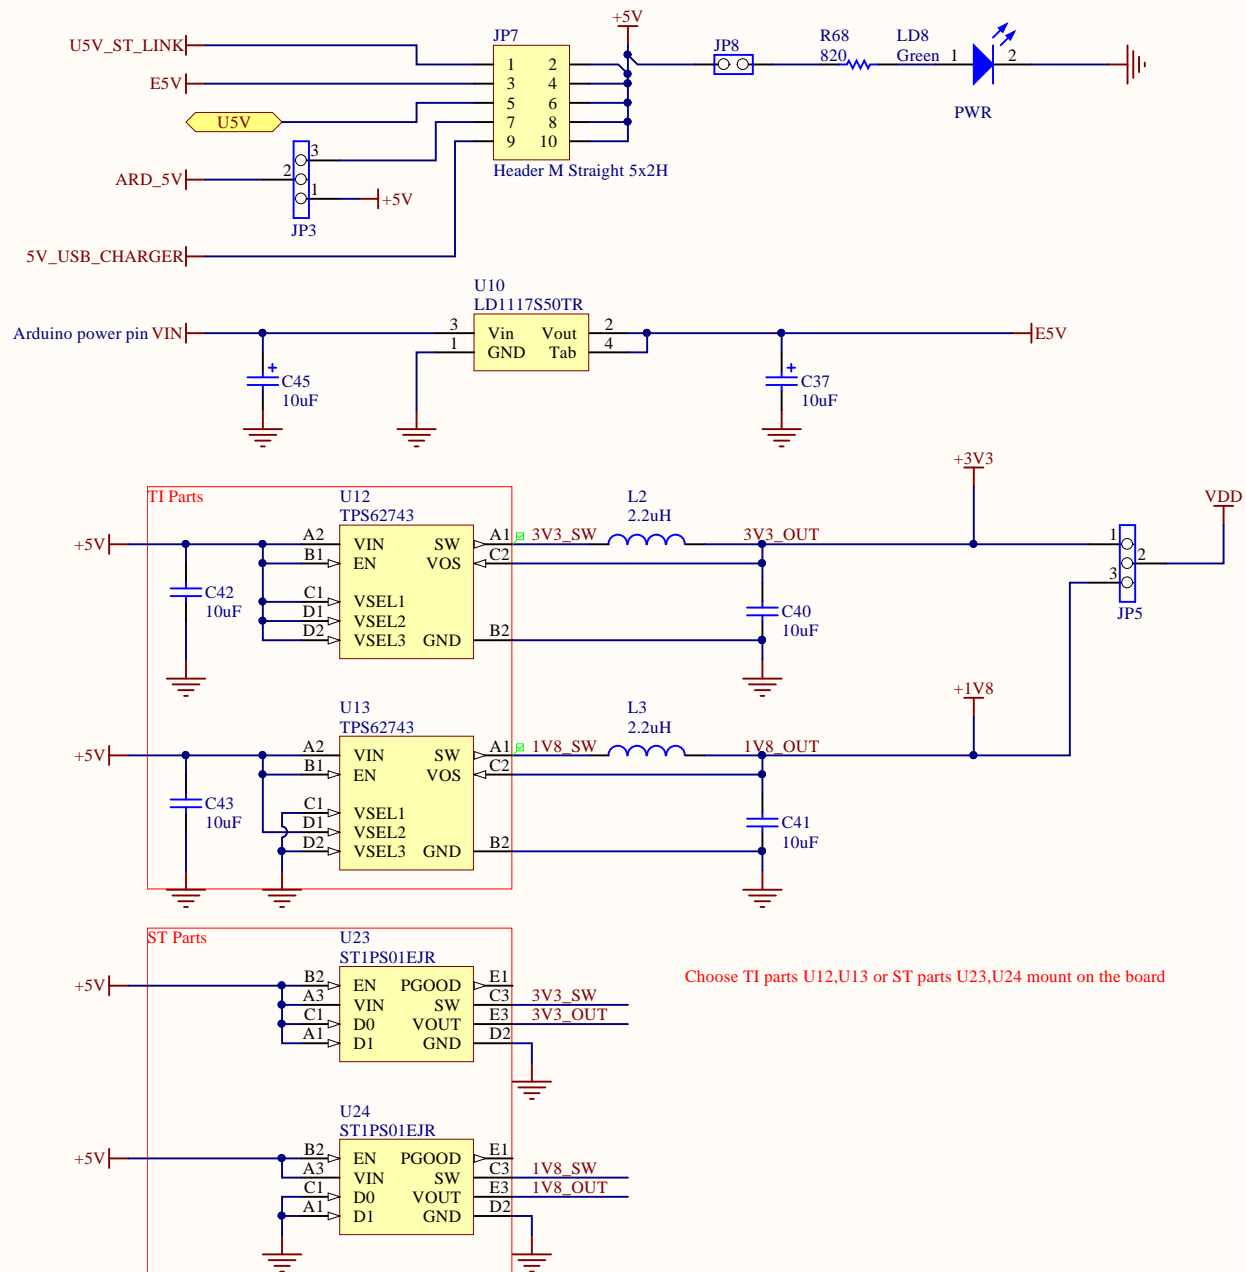 +5V
U5V_ST_LINK
JP7
JP8
R68
820
LD8
Green
1 2
1 2
3 4
5 6
7 8
9 10
E5V
U5V
PWR
Header M Straight 5x2H
ARD_5V
3
2
1
+5V
JP3
5V_USB_CHARGER
U10
LD1117S50TR
Arduino power pin VIN
3 Vin Vout 2
1 GND Tab 4
E5V
C45
10uF
C37
10uF
+3V3
VDD
TI Parts
U12
TPS62743
L2
2.2uH
+5V
A2 VIN SW A1 3V3_SW 3V3_OUT
B1 EN VOS C2
C1 VSEL1
D1 VSEL2
D2 VSEL3 GND B2
C42
10uF
C40
10uF
1
2
3
JP5
+1V8
U13
TPS62743
L3
2.2uH
+5V
A2 VIN SW A1 1V8_SW 1V8_OUT
B1 EN VOS C2
C1 VSEL1
D1 VSEL2
D2 VSEL3 GND B2
C43
10uF
C41
10uF
ST Parts
U23
ST1PS01EJR
+5V
B2 EN PGOOD E1
A3 VIN SW C3 3V3_SW
C1 D0 VOUT E3 3V3_OUT
A1 D1 GND D2
Choose TI parts U12,U13 or ST parts U23,U24 mount on the board
U24
ST1PS01EJR
+5V
B2 EN PGOOD E1
A3 VIN SW C3 1V8_SW
C1 D0 VOUT E3 1V8_OUT
A1 D1 GND D2